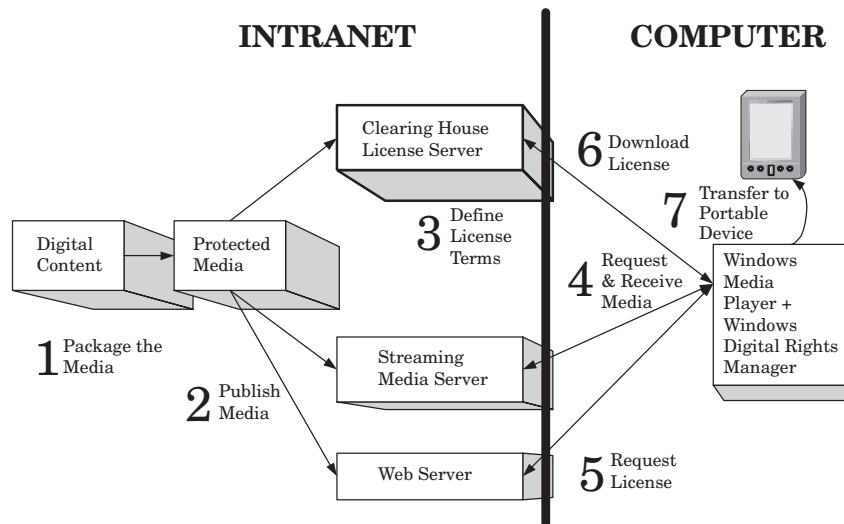 INTRANET
COMPUTER
Clearing House
License Server
6 Download
License
7 Transfer to
Portable
Device
3 Define
License
Terms
Digital
Content
Protected
Media
4 Request
& Receive
Media
Windows
Media
Player +
Windows
Digital Rights
Manager
1 Package the
Media
Streaming
Media Server
2 Publish
Media
Web Server
5 Request
License